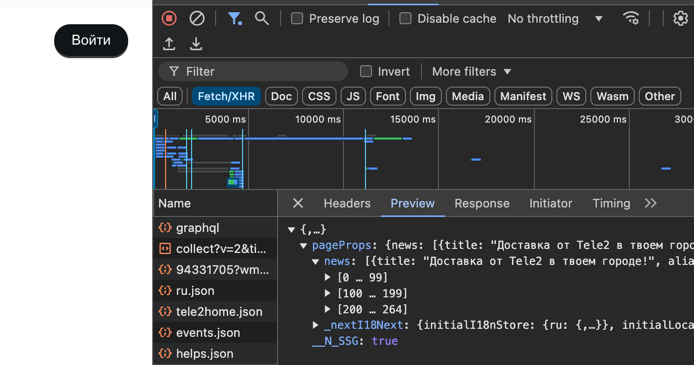 Войти
Preserve log Disable cache No throttling
Filter Invert More filters
All Fetch/XHR Doc CSS JS Font Img Media Manifest WS Wasm Other
5000 ms 10000 ms 15000 ms 20000 ms 25000 ms 300
Name Headers Preview Response Initiator Timing
graphql
collect?v=2&ti...
94331705?wm...
ru.json
tele2home.json
events.json
helps.json
{,…}
pageProps: {news: [{title: "Доставка от Tele2 в твоем горо
news: [{title: "Доставка от Tele2 в твоем городе!", alia
[0 … 99]
[100 … 199]
[200 … 264]
_nextI18Next: {initialI18nStore: {ru: {,…}}, initialLoca
__N_SSG: true